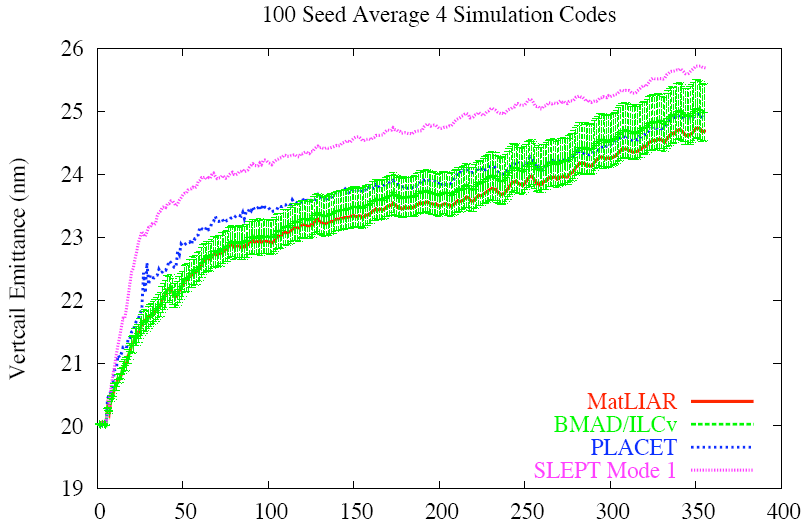 100 Seed Average 4 Simulation Codes
Vertcail Emittance (nm)
26
25
24
23
22
21
20
19
MatLIAR
BMAD/ILCv
PLACET
SLEPT Mode 1
0 50 100 150 200 250 300 350 400